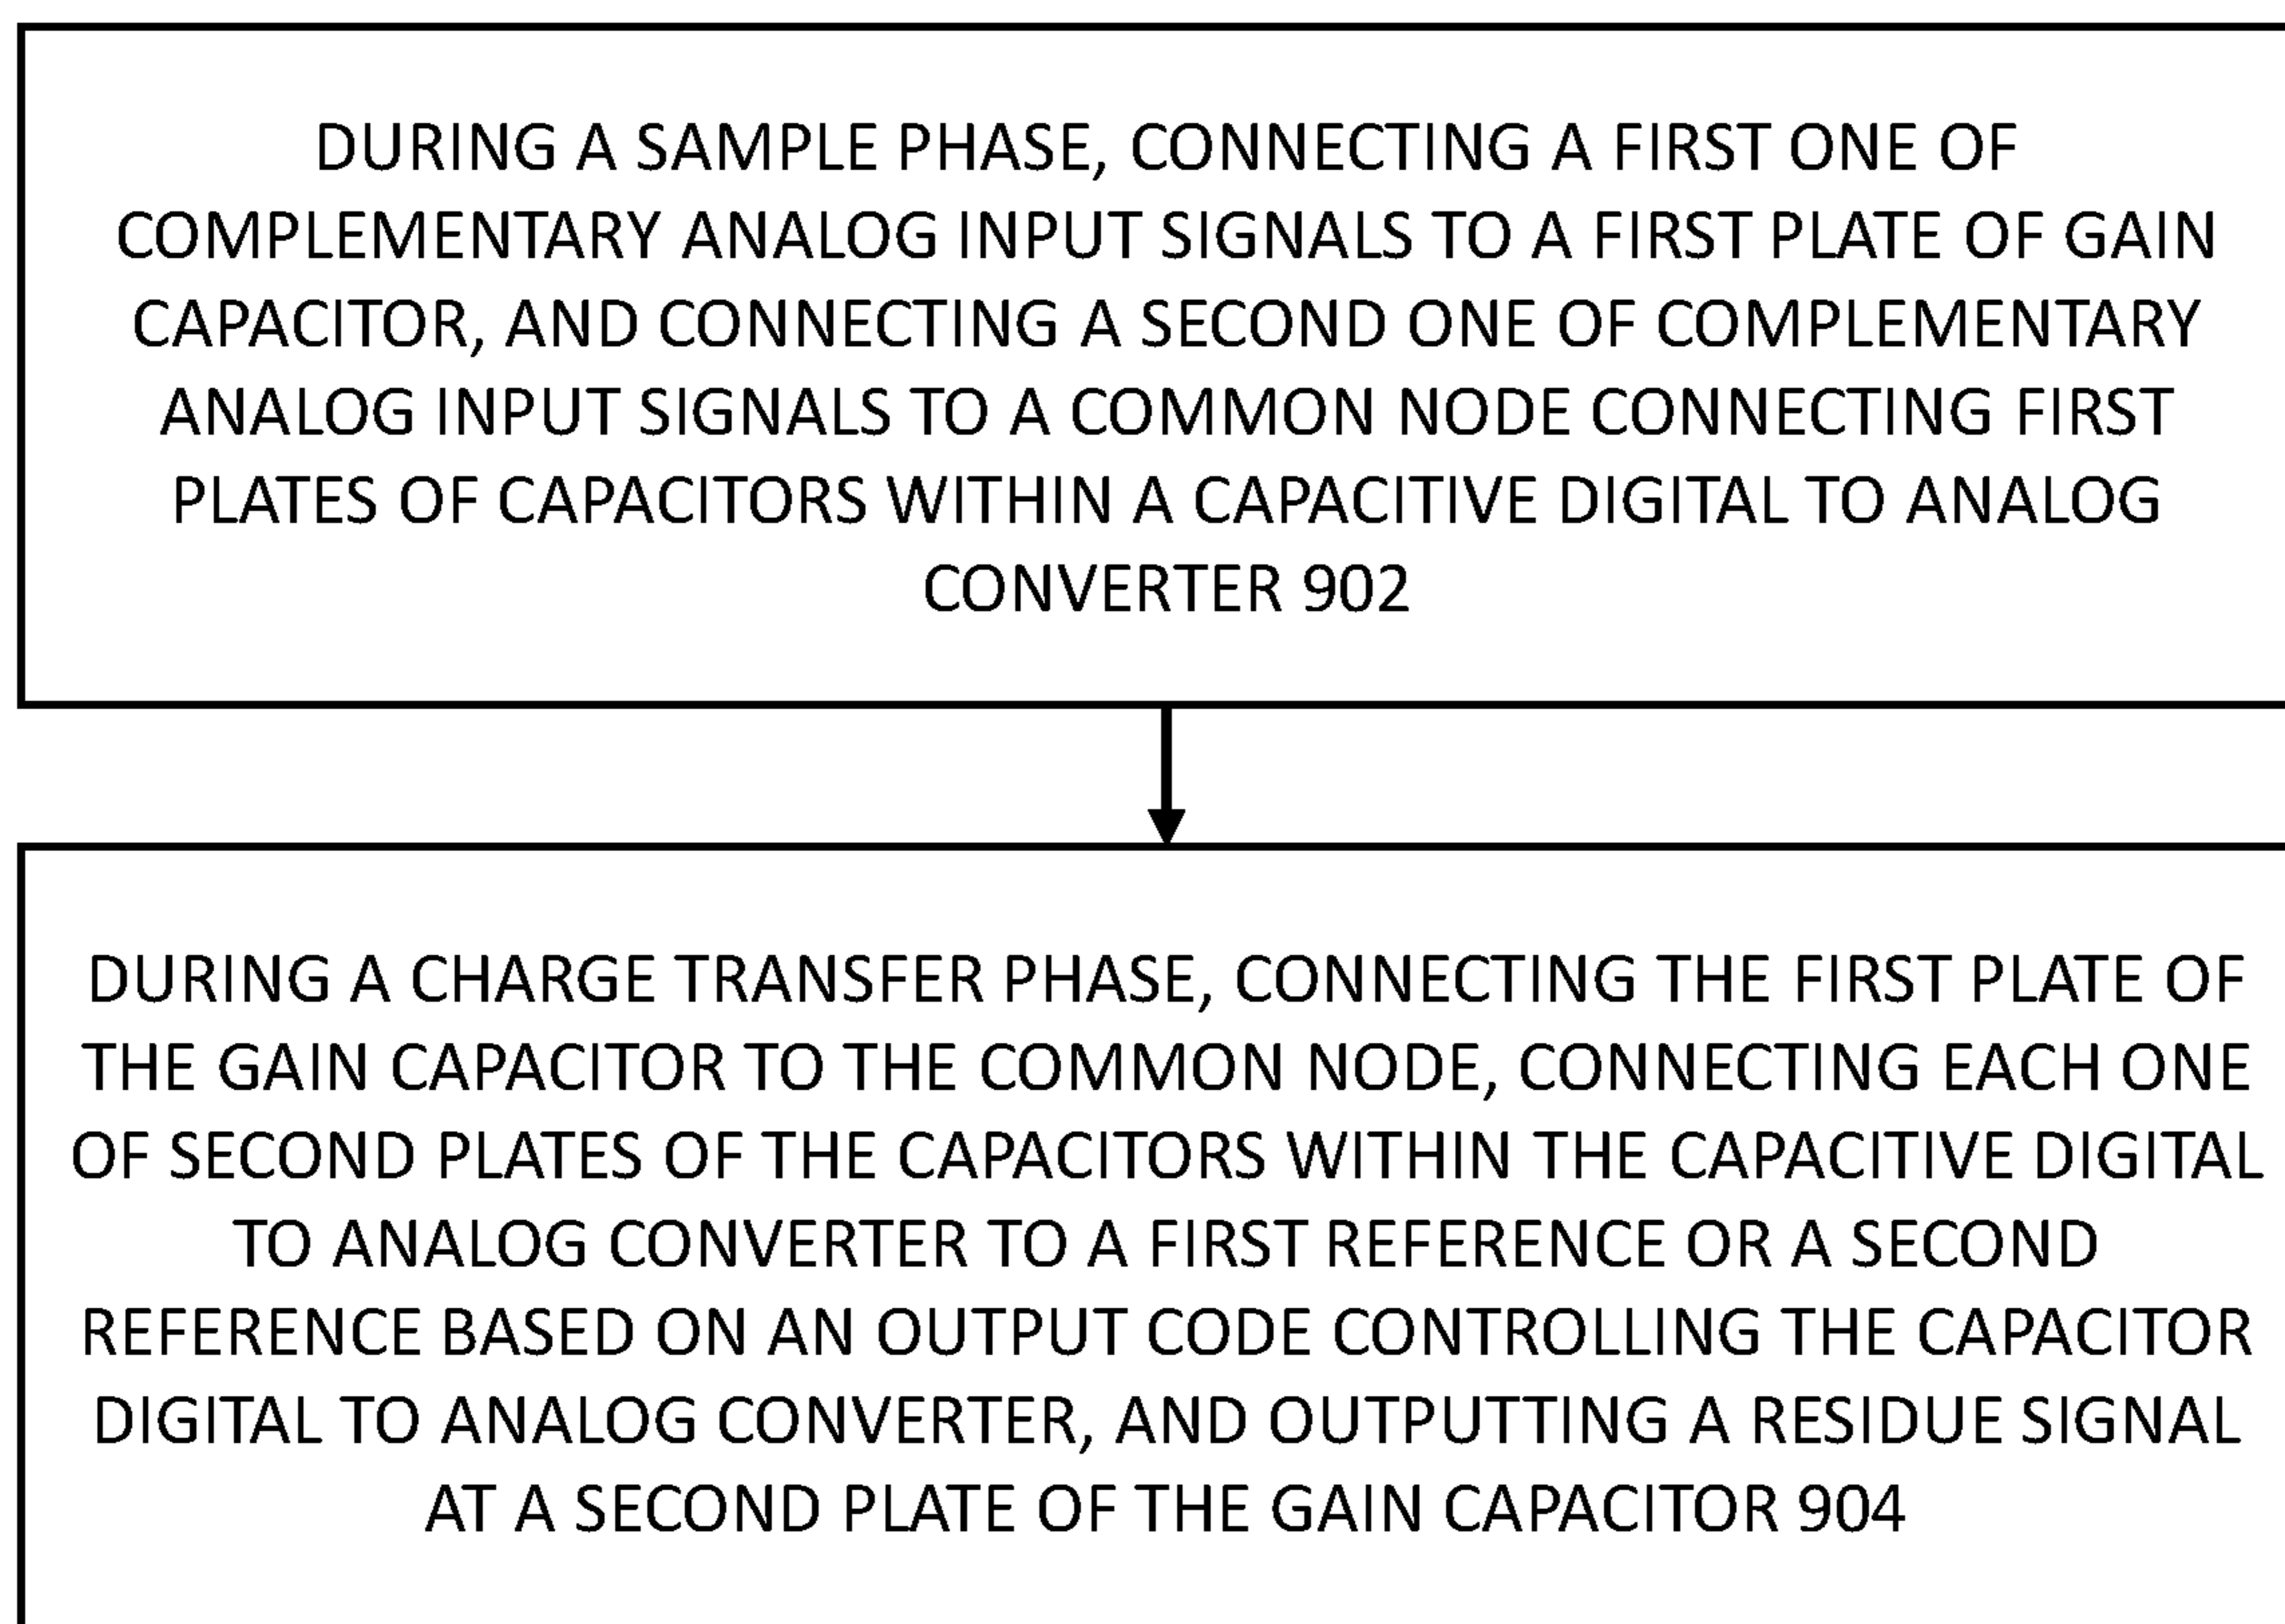 DURING A SAMPLE PHASE, CONNECTING A FIRST ONE OF
COMPLEMENTARY ANALOG INPUT SIGNALS TO A FIRST PLATE OF GAIN
CAPACITOR, AND CONNECTING A SECOND ONE OF COMPLEMENTARY
ANALOG INPUT SIGNALS TO A COMMON NODE CONNECTING FIRST
PLATES OF CAPACITORS WITHIN A CAPACITIVE DIGITAL TO ANALOG
CONVERTER 902
DURING A CHARGE TRANSFER PHASE, CONNECTING THE FIRST PLATE OF
THE GAIN CAPACITOR TO THE COMMON NODE, CONNECTING EACH ONE
OF SECOND PLATES OF THE CAPACITORS WITHIN THE CAPACITIVE DIGITAL
TO ANALOG CONVERTER TO A FIRST REFERENCE OR A SECOND
REFERENCE BASED ON AN OUTPUT CODE CONTROLLING THE CAPACITOR
DIGITAL TO ANALOG CONVERTER, AND OUTPUTTING A RESIDUE SIGNAL
AT A SECOND PLATE OF THE GAIN CAPACITOR 904